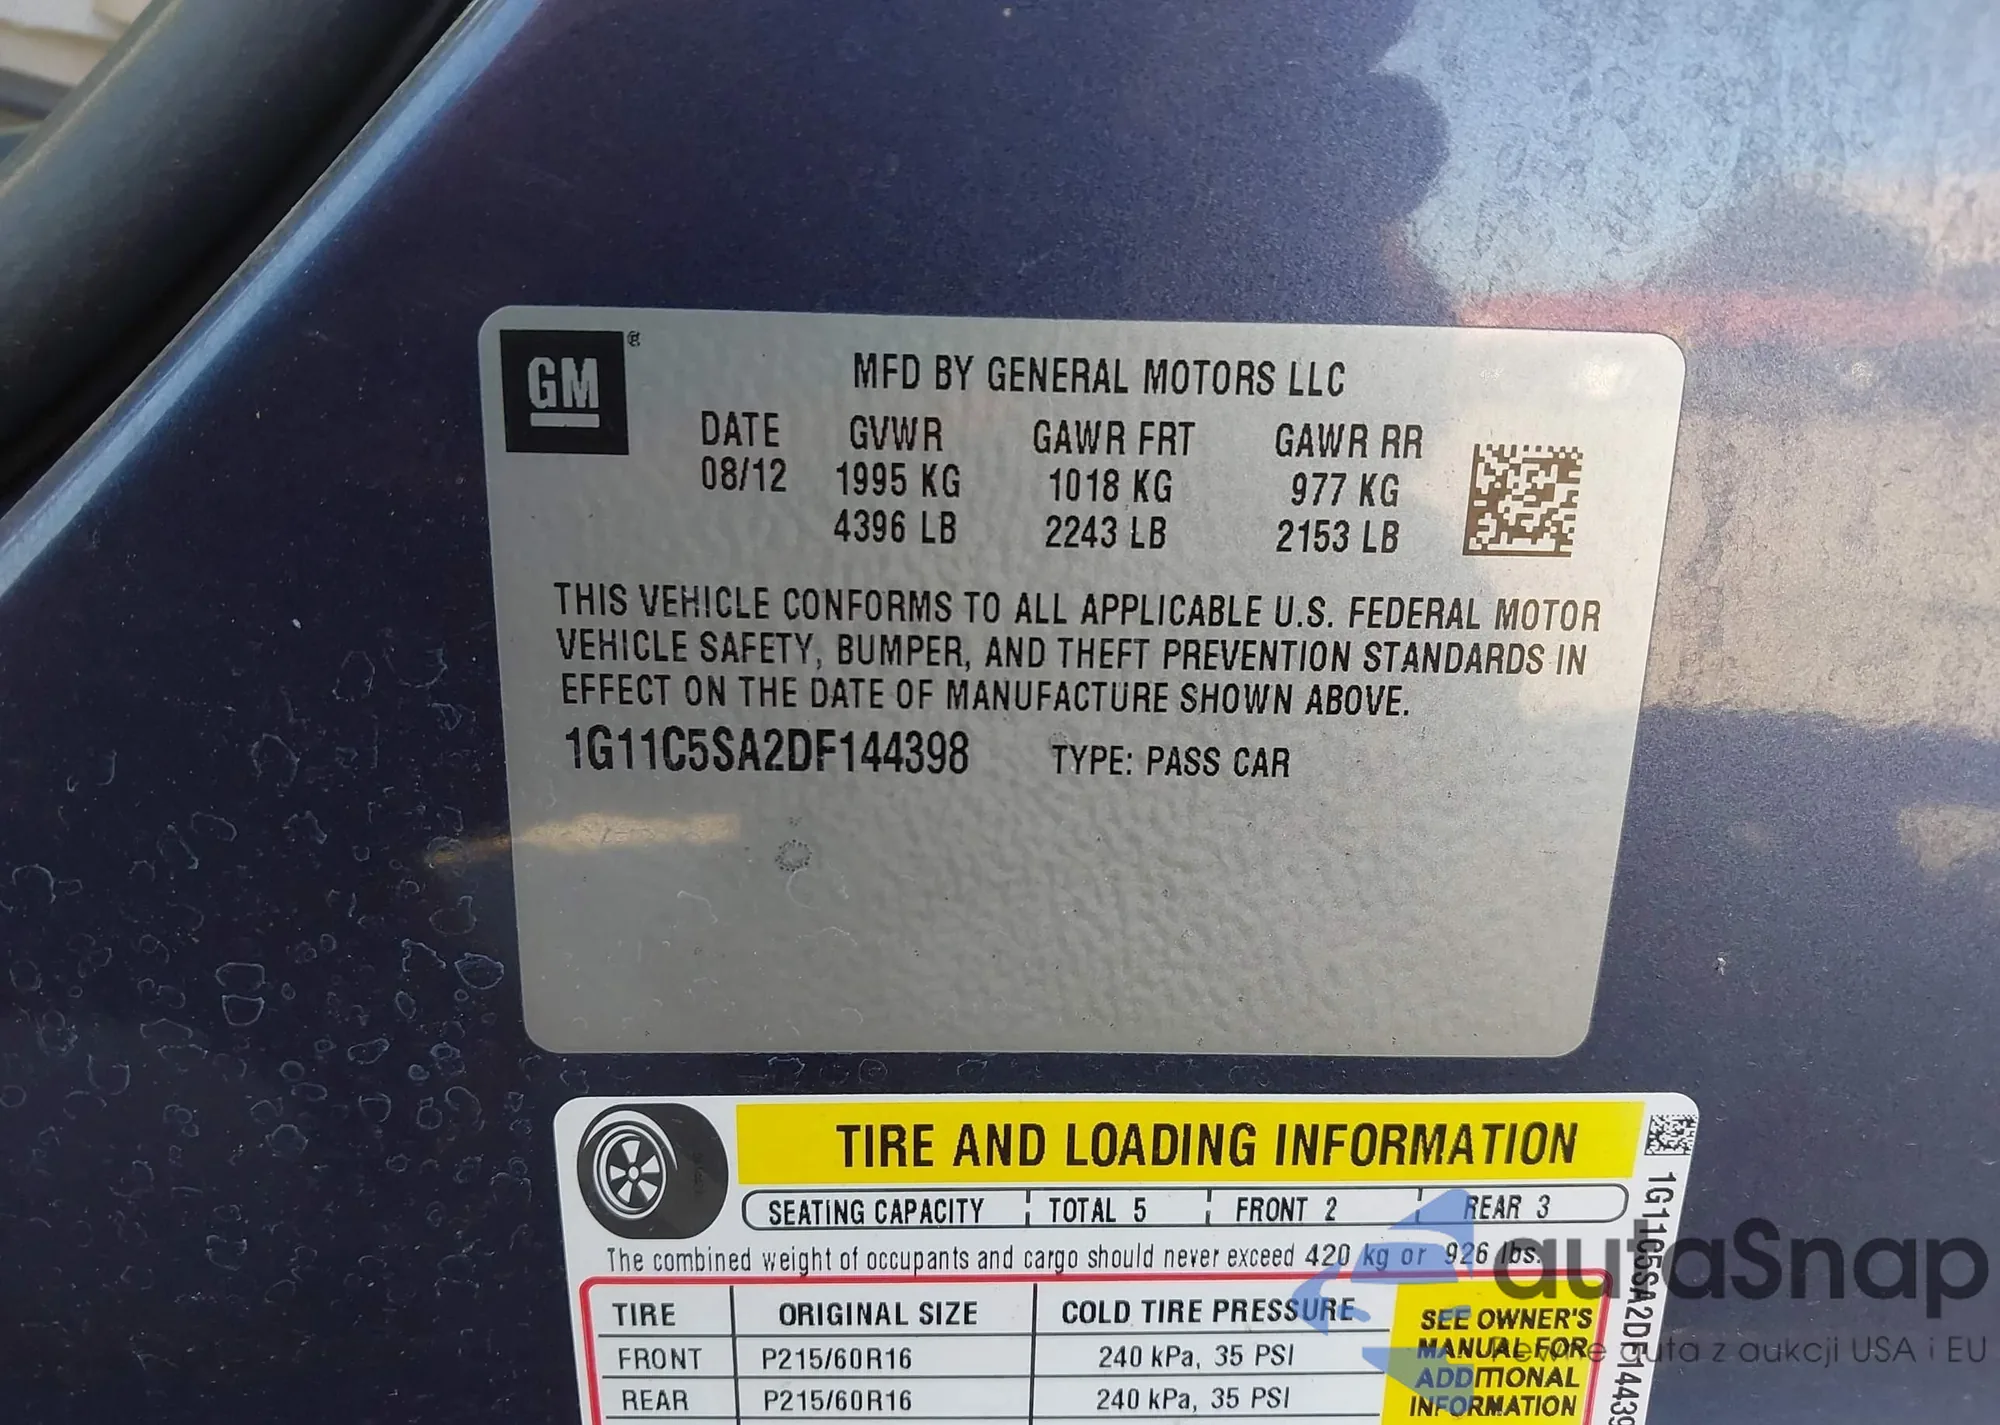 GM
MFD BY GENERAL MOTORS LLC
DATE GVWR GAWR FRT GAWR RR
08/12 1995 KG 1018 KG 977 KG
4396 LB 2243 LB 2153 LB
THIS VEHICLE CONFORMS TO ALL APPLICABLE U.S. FEDERAL MOTOR
VEHICLE SAFETY, BUMPER, AND THEFT PREVENTION STANDARDS IN
EFFECT ON THE DATE OF MANUFACTURE SHOWN ABOVE.
1G11C5SA2DF144398 TYPE: PASS CAR
TIRE AND LOADING INFORMATION
SEATING CAPACITY TOTAL 5 FRONT 2 REAR 3
The combined weight of occupants and cargo should never exceed 420 kg or 926 lbs.
TIRE ORIGINAL SIZE COLD TIRE PRESSURE
FRONT P215/60R16 240 kPa, 35 PSI
REAR P215/60R16 240 kPa, 35 PSI
SEE OWNER'S
MANUAL FOR
ADDITIONAL
INFORMATION
1G11C5SA2DF14439
autaSnap
Pewne auta z aukcji USA i EU